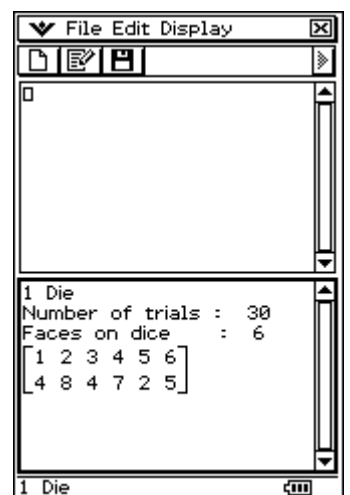 File Edit Display
1 Die
Number of trials : 30
Faces on dice : 6
[1 2 3 4 5 6
4 8 4 7 2 5]
1 Die